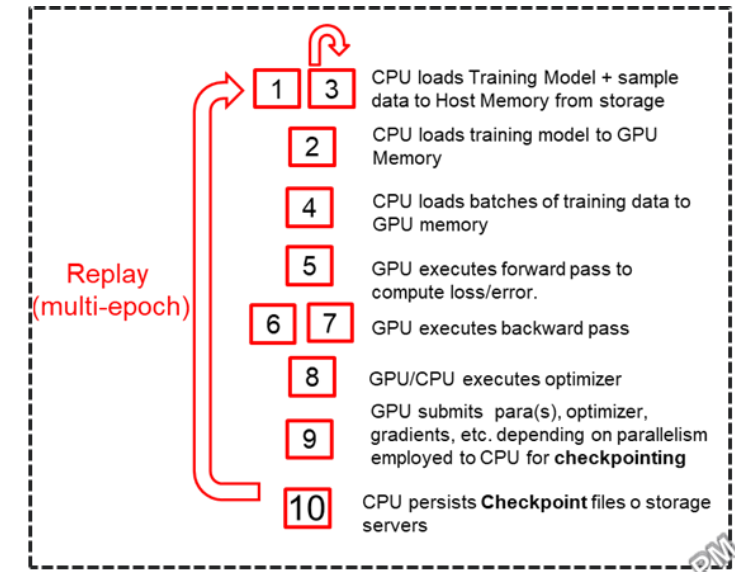 1 3 CPU loads Training Model + sample
data to Host Memory from storage
2 CPU loads training model to GPU
Memory
4 CPU loads batches of training data to
GPU memory
5 GPU executes forward pass to
compute loss/error.
Replay
(multi-epoch)
6 7 GPU executes backward pass
8 GPU/CPU executes optimizer
9 GPU submits para(s), optimizer,
gradients, etc. depending on parallelism
employed to CPU for checkpointing
10 CPU persists Checkpoint files o storage
servers
PM